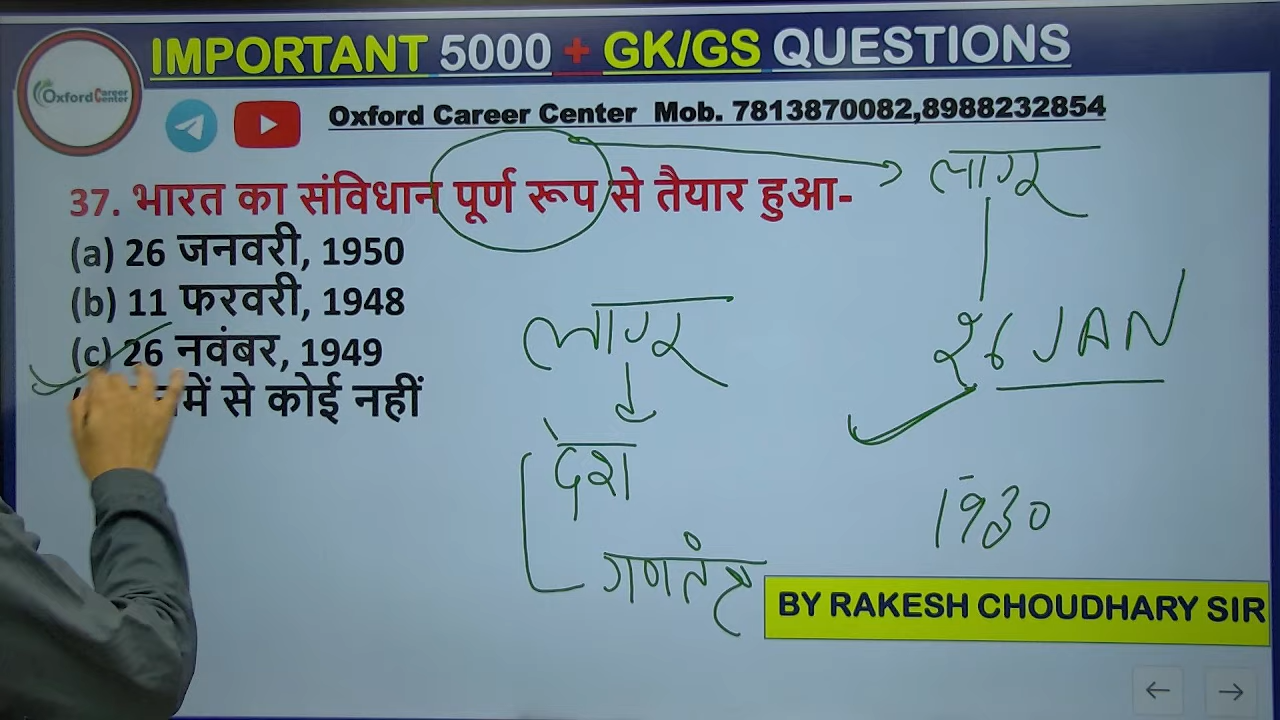 IMPORTANT 5000 + GK/GS QUESTIONS
Oxford Career Center
Oxford Career Center Mob. 7813870082,8988232854
37. भारत का संविधान पूर्ण रूप से तैयार हुआ-
(a) 26 जनवरी, 1950
(b) 11 फरवरी, 1948
(c) 26 नवंबर, 1949
में से कोई नहीं
लागू
26 JAN
1930
लागू
देश
गणतंत्र
BY RAKESH CHOUDHARY SIR